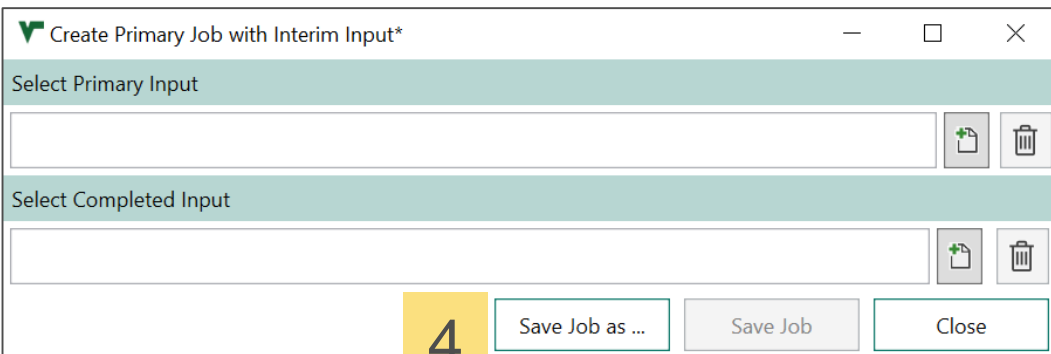 Create Primary Job with Interim Input*
Select Primary Input
Select Completed Input
4 Save Job as ... Save Job Close